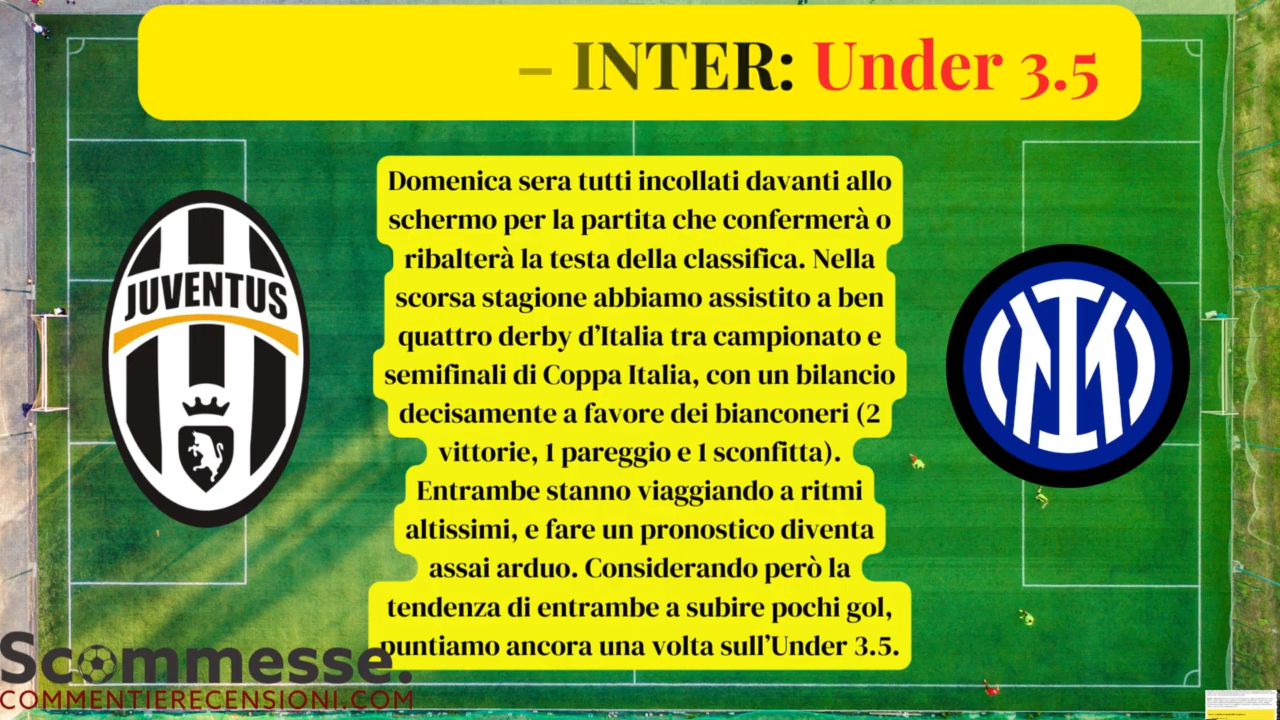 – INTER: Under 3.5
Domenica sera tutti incollati davanti allo
schermo per la partita che confermerà o
ribalterà la testa della classifica. Nella
scorsa stagione abbiamo assistito a ben
quattro derby d’Italia tra campionato e
semifinali di Coppa Italia, con un bilancio
decisamente a favore dei bianconeri (2
vittorie, 1 pareggio e 1 sconfitta).
Entrambe stanno viaggiando a ritmi
altissimi, e fare un pronostico diventa
assai arduo. Considerando però la
tendenza di entrambe a subire pochi gol,
puntiamo ancora una volta sull’Under 3.5.
JUVENTUS
Scommesse.
COMMENTIERECENSIONI.COM